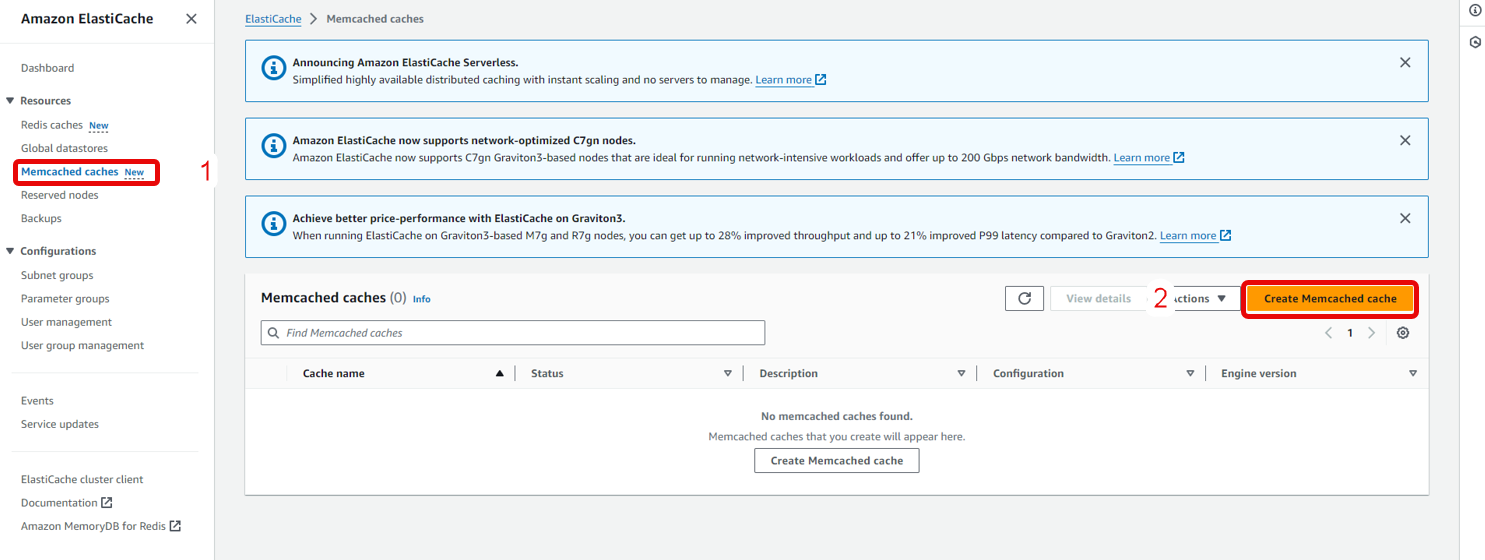 Amazon ElastiCache
Dashboard
Resources
Redis caches New
Global datastores
Memcached caches New
1
Reserved nodes
Backups
Configurations
Subnet groups
Parameter groups
User management
User group management
Events
Service updates
ElastiCache cluster client
Documentation
Amazon MemoryDB for Redis
ElastiCache > Memcached caches
Announcing Amazon ElastiCache Serverless.
Simplified highly available distributed caching with instant scaling and no servers to manage. Learn more
Amazon ElastiCache now supports network-optimized C7gn nodes.
Amazon ElastiCache now supports C7gn Graviton3-based nodes that are ideal for running network-intensive workloads and offer up to 200 Gbps network bandwidth. Learn more
Achieve better price-performance with ElastiCache on Graviton3.
When running ElastiCache on Graviton3-based M7g and R7g nodes, you can get up to 28% improved throughput and up to 21% improved P99 latency compared to Graviton2. Learn more
Memcached caches (0) Info
View details
2
ctions
Create Memcached cache
Find Memcached caches
1
Cache name Status Description Configuration Engine version
No memcached caches found.
Memcached caches that you create will appear here.
Create Memcached cache